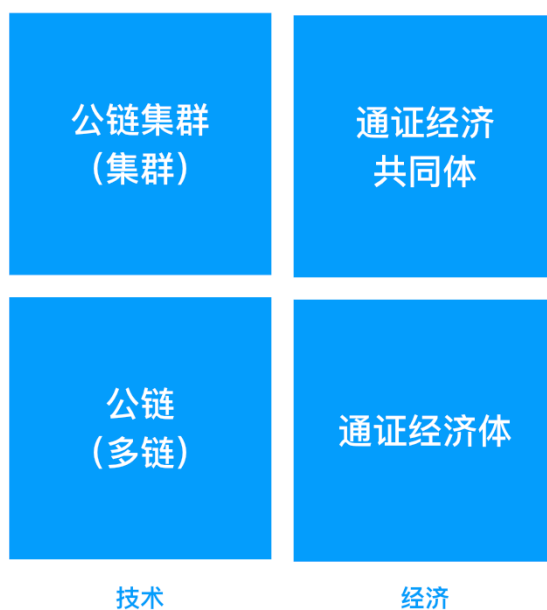 公链集群
（集群）
通证经济
共同体
公链
（多链）
通证经济体
技术
经济